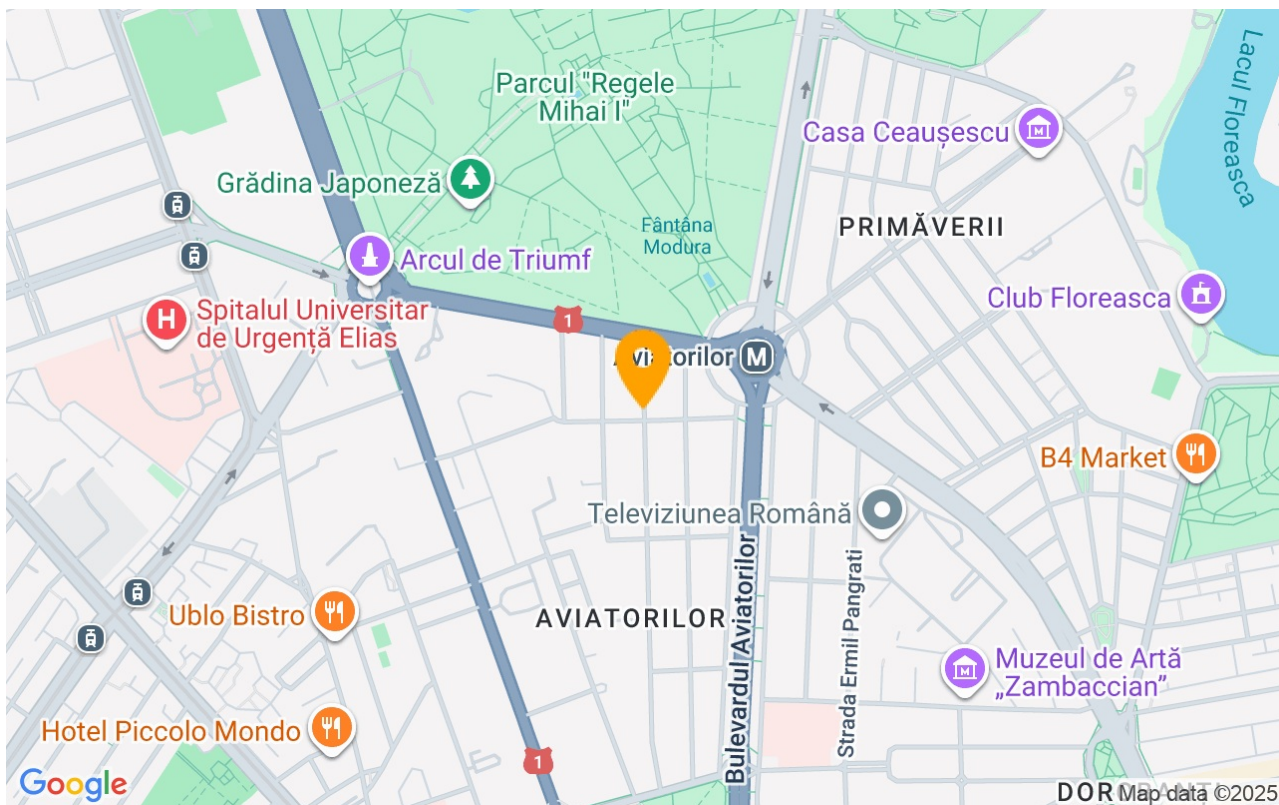 Lacul Floreasca
Parcul "Regele
Mihai I"
Casa Ceaușescu
Grădina Japoneză
Fântâna
Modura
PRIMĂVERII
Arcul de Triumf
Club Floreasca
H
Spitalul Universitar
de Urgență Elias
1
Aviatorilor
M
B4 Market
Televiziunea Română
Bulevardul Aviatorilor
Strada Ermil Pangrati
Ublo Bistro
AVIATORILOR
Muzeul de Artă
„Zambaccian”
Hotel Piccolo Mondo
1
Google
Map data ©2025